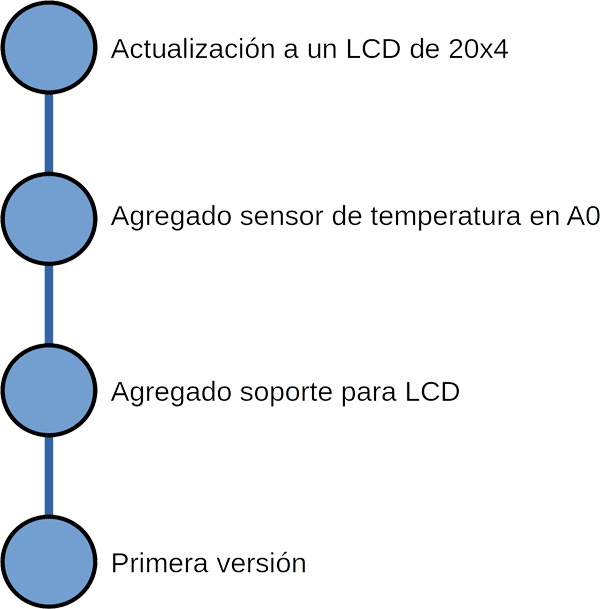 Actualización a un LCD de 20x4
Agregado sensor de temperatura en A0
Agregado soporte para LCD
Primera versión